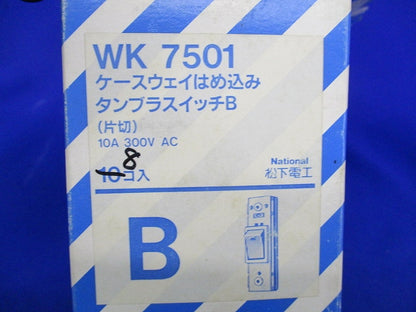 WK 7501
ケースウェイはめ込み
タンブラスイッチB
(片切)
10A 300V AC
8
10コ入
National
松下電工
B